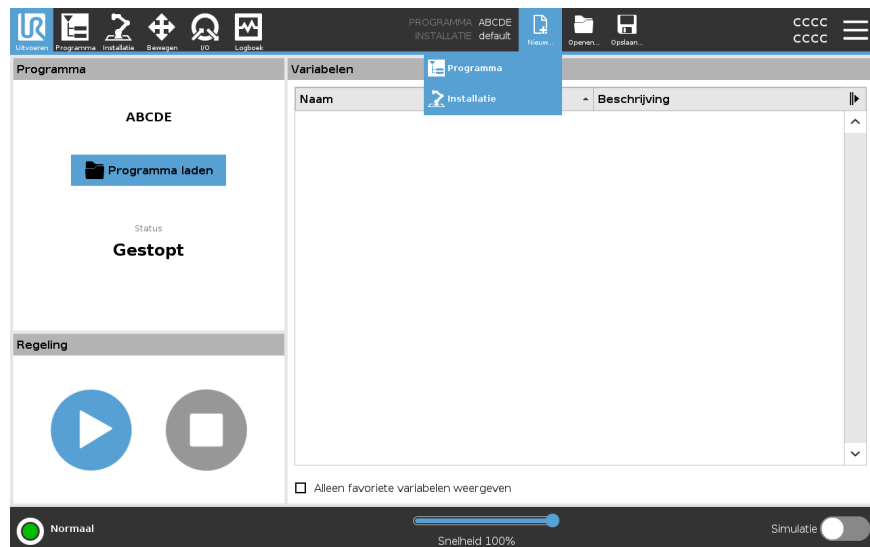 UR
Uitvoeren Programma Installatie Bewegen I/O Logboek
PROGRAMMA ABCDE
INSTALLATIE default
Nieuw... Openen... Opslaan...
CCCC
CCCC
Programma
Variabelen
Programma
Installatie
Naam Beschrijving
ABCDE
Programma laden
Status
Gestopt
Regeling
Alleen favoriete variabelen weergeven
Normaal
Snelheid 100%
Simulatie